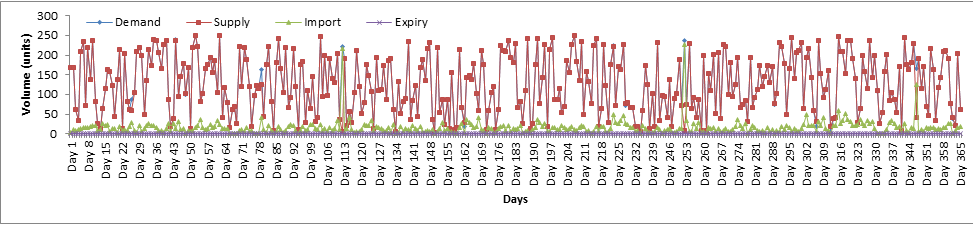 Demand Supply Import Expiry
300
250
200
150
100
50
0
Volume (units)
Day 1 Day 8 Day 15 Day 22 Day 29 Day 36 Day 43 Day 50 Day 57 Day 64 Day 71 Day 78 Day 85 Day 92 Day 99 Day 106 Day 113 Day 120 Day 127 Day 134 Day 141 Day 148 Day 155 Day 162 Day 169 Day 176 Day 183 Day 190 Day 197 Day 204 Day 211 Day 218 Day 225 Day 232 Day 239 Day 246 Day 253 Day 260 Day 267 Day 274 Day 281 Day 288 Day 295 Day 302 Day 309 Day 316 Day 323 Day 330 Day 337 Day 344 Day 351 Day 358 Day 365
Days